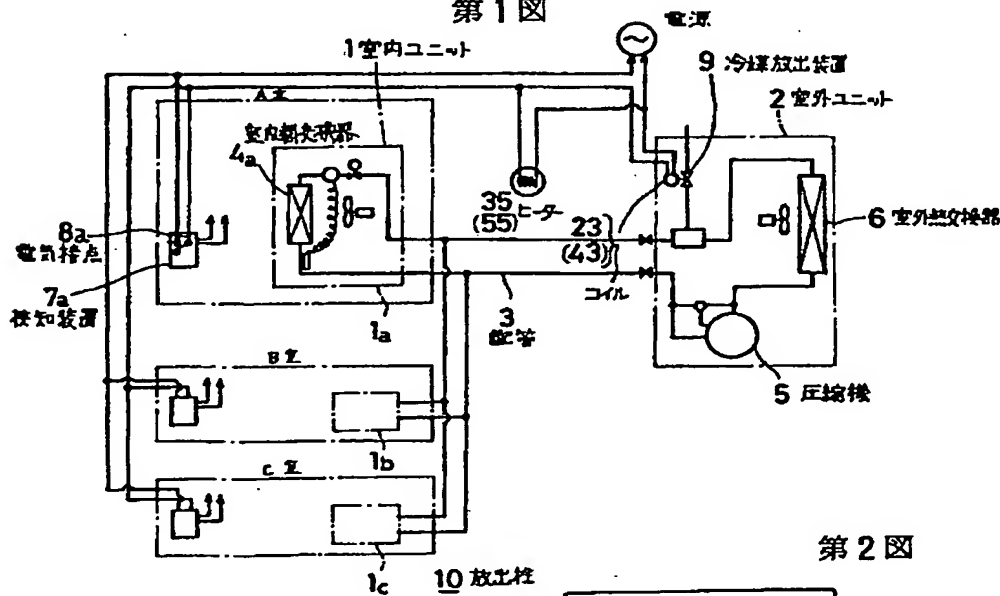 第1図
電源
1 室内ユニット
9 冷媒放出装置
2 室外ユニット
A室
室内熱交換器
4a
35
(55)
ヒーター
23
(43)
コイル
6 室外熱交換器
8a
電気接点
7a
検知装置
1a
3
配管
B室
5 圧縮機
1b
C室
第2図
1c
10 放出栓